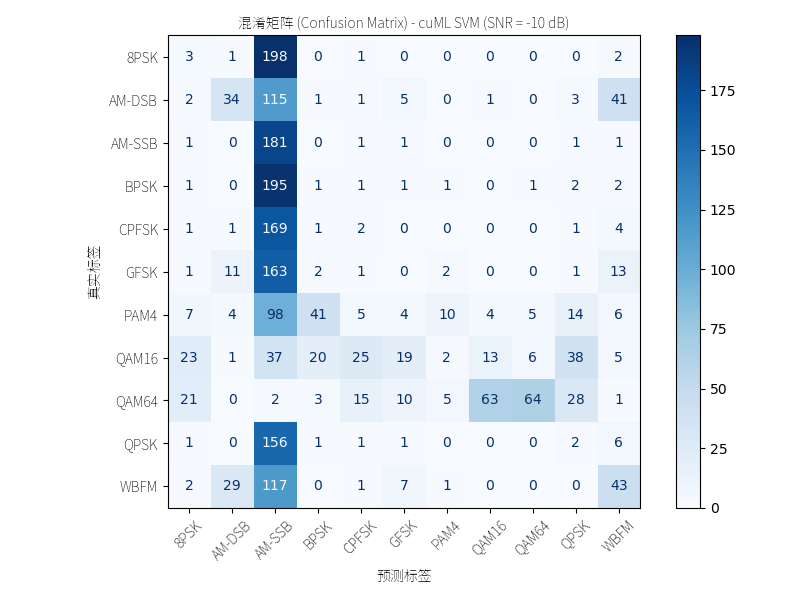 混淆矩阵 (Confusion Matrix) - cuML SVM (SNR = -10 dB)
8PSK 3 1 198 0 1 0 0 0 0 0 2
AM-DSB 2 34 115 1 1 5 0 1 0 3 41
AM-SSB 1 0 181 0 1 1 0 0 0 1 1
BPSK 1 0 195 1 1 1 1 0 1 2 2
CPFSK 1 1 169 1 2 0 0 0 0 1 4
GFSK 1 11 163 2 1 0 2 0 0 1 13
PAM4 7 4 98 41 5 4 10 4 5 14 6
QAM16 23 1 37 20 25 19 2 13 6 38 5
QAM64 21 0 2 3 15 10 5 63 64 28 1
QPSK 1 0 156 1 1 1 0 0 0 2 6
WBFM 2 29 117 0 1 7 1 0 0 0 43
8PSK AM-DSB AM-SSB BPSK CPFSK GFSK PAM4 QAM16 QAM64 QPSK WBFM
预测标签
真实标签
175
150
125
100
75
50
25
0